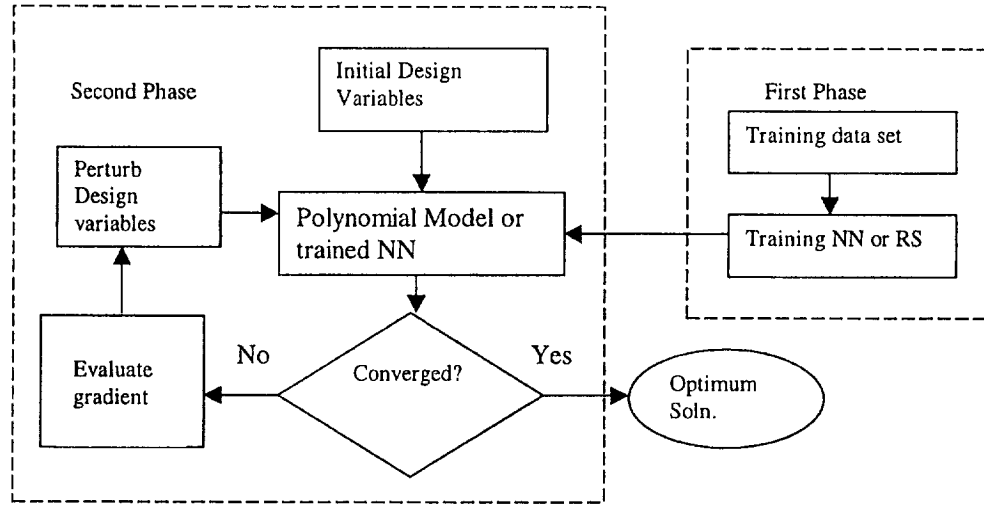 Second Phase
Initial Design
Variables
First Phase
Training data set
Perturb
Design
variables
Polynomial Model or
trained NN
Training NN or RS
No
Yes
Converged?
Evaluate
gradient
Optimum
Soln.